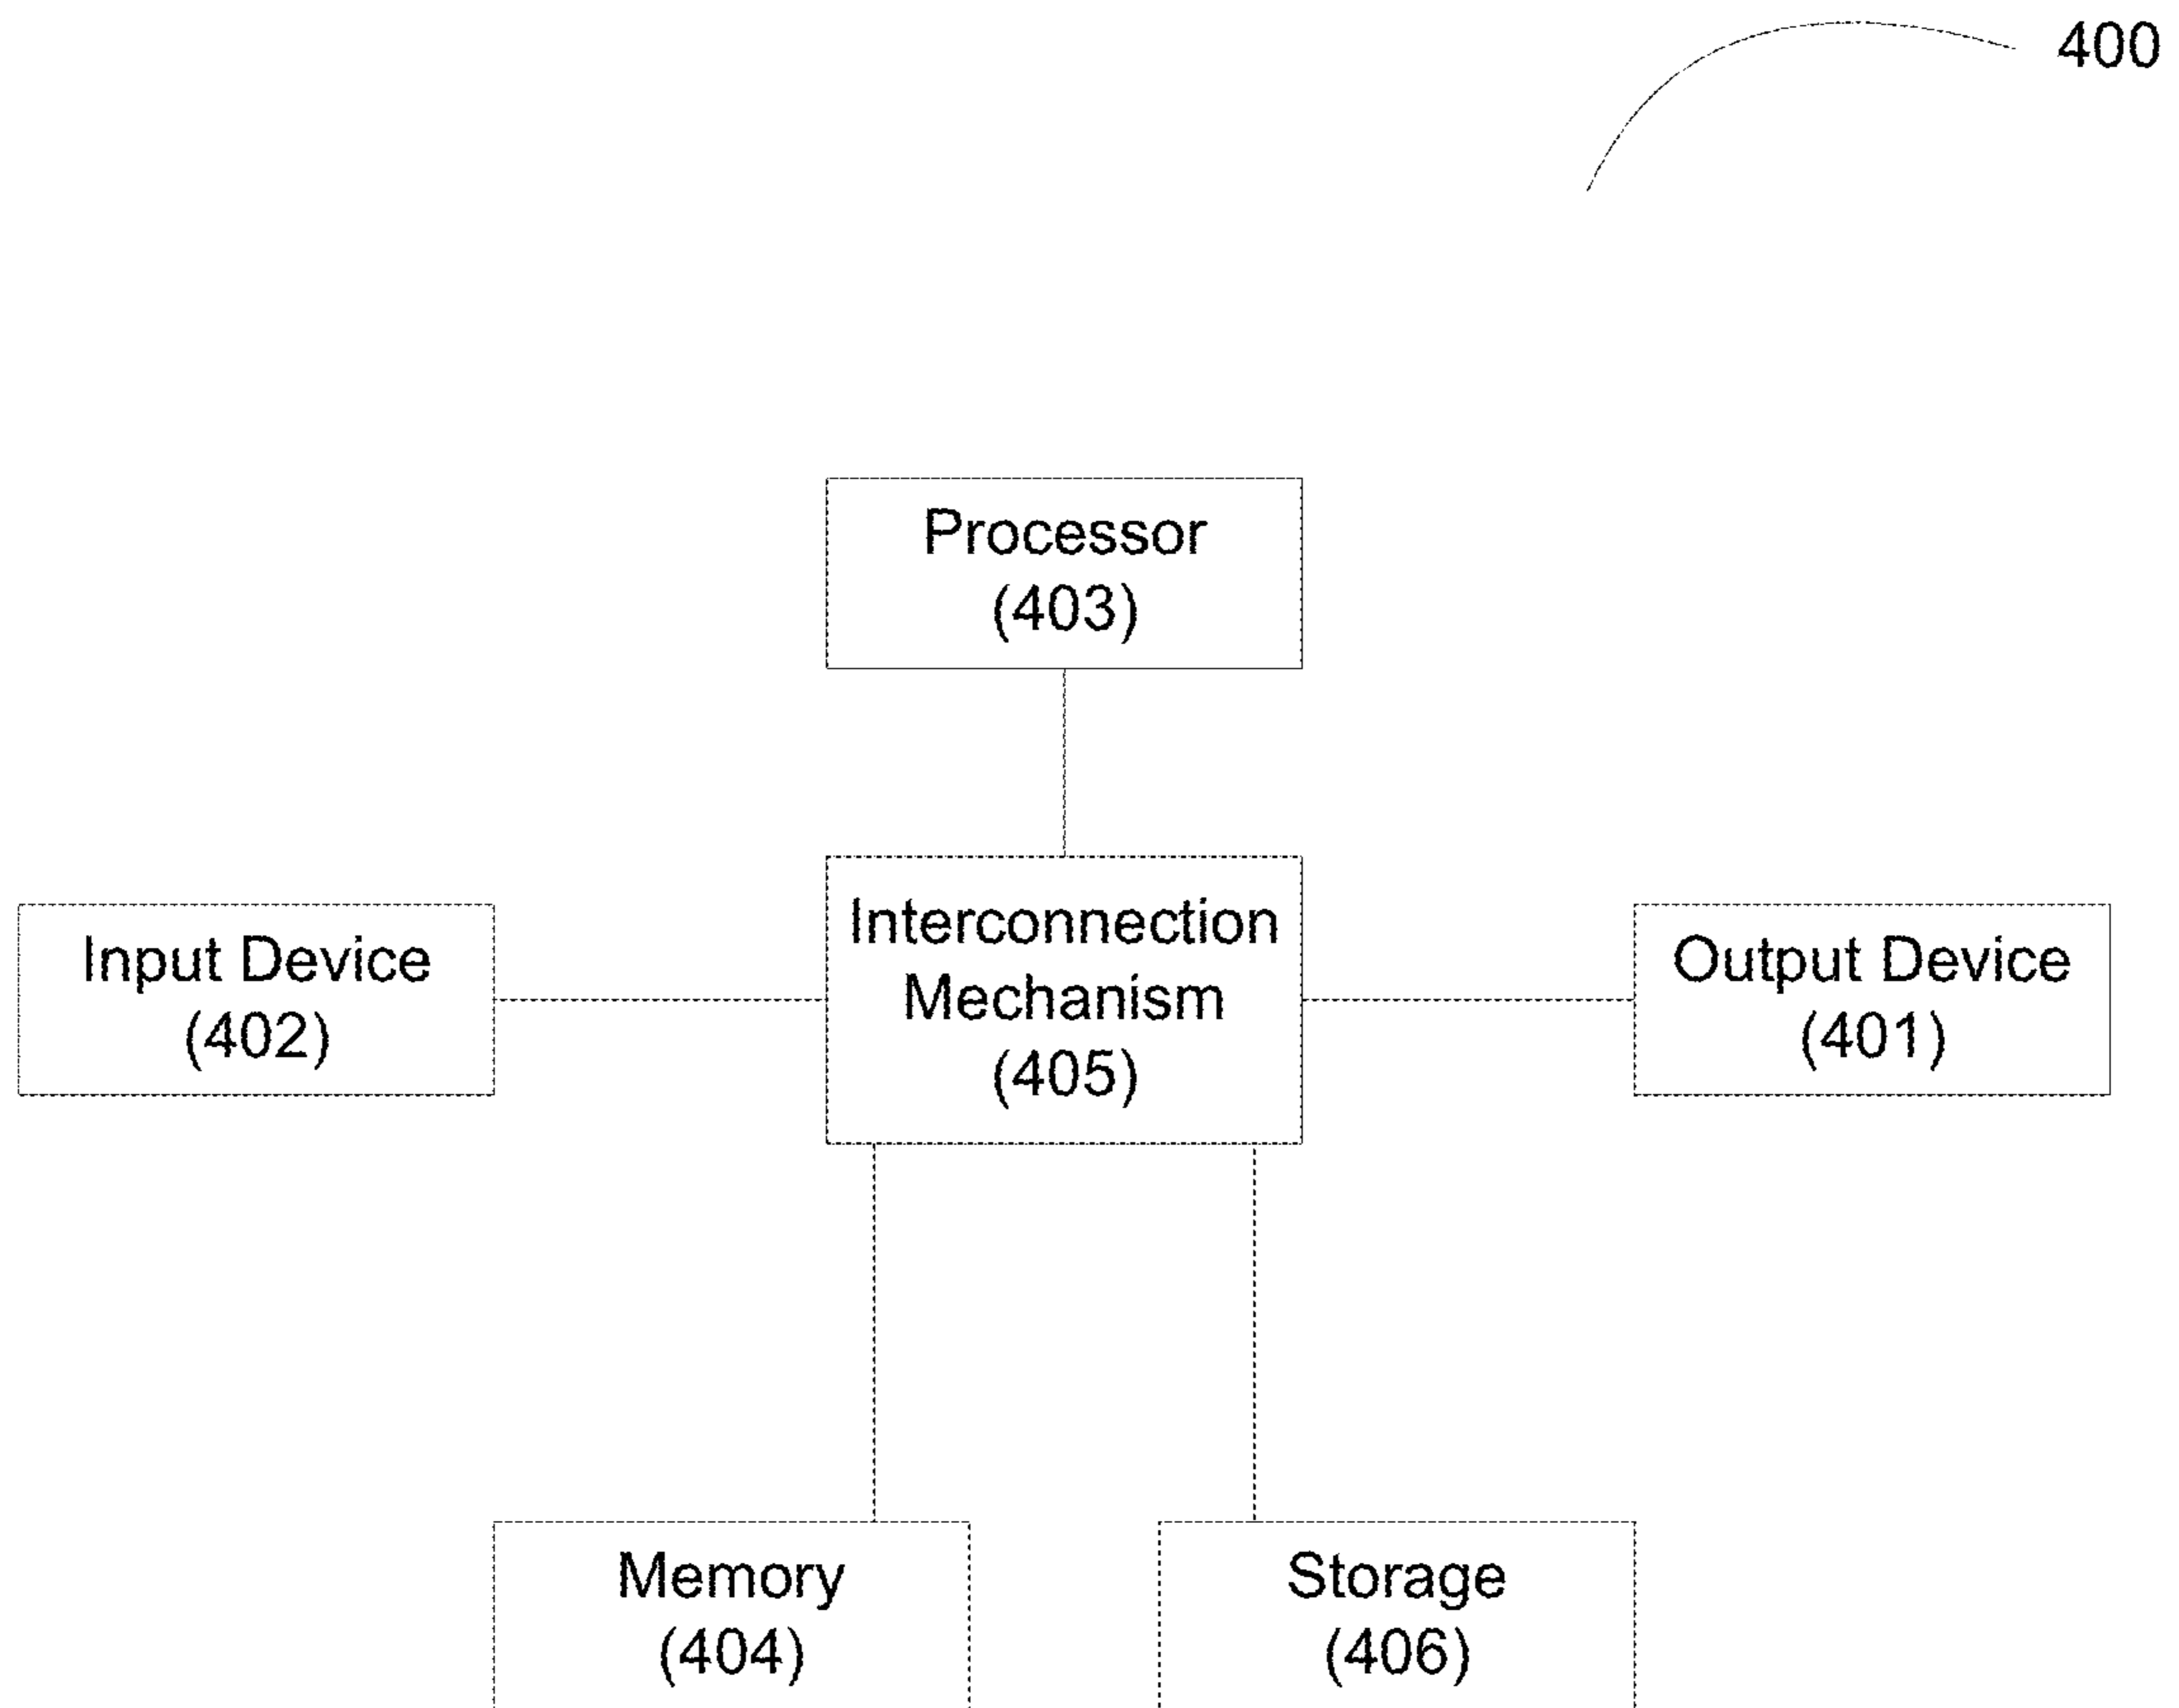 400
Processor
(403)
Interconnection
Mechanism
(405)
Input Device
(402)
Output Device
(401)
Memory
(404)
Storage
(406)